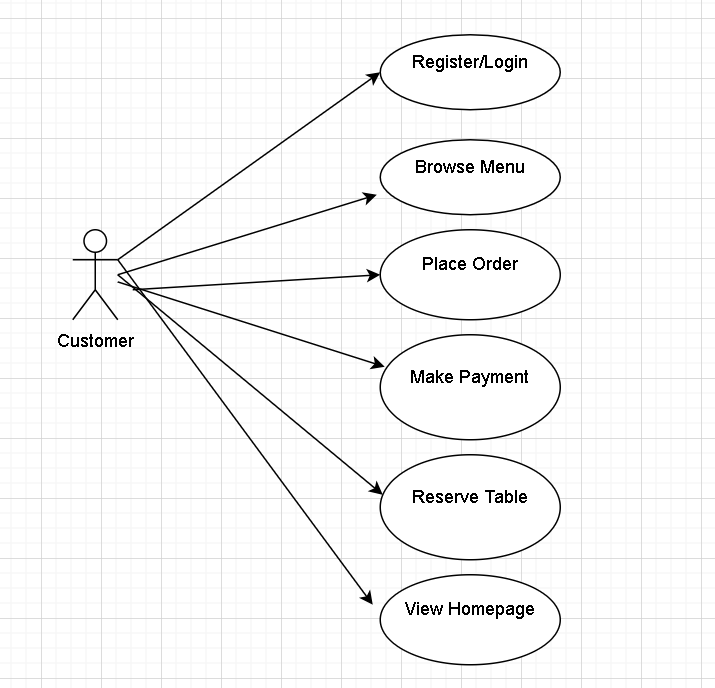 Register/Login
Browse Menu
Place Order
Customer
Make Payment
Reserve Table
View Homepage